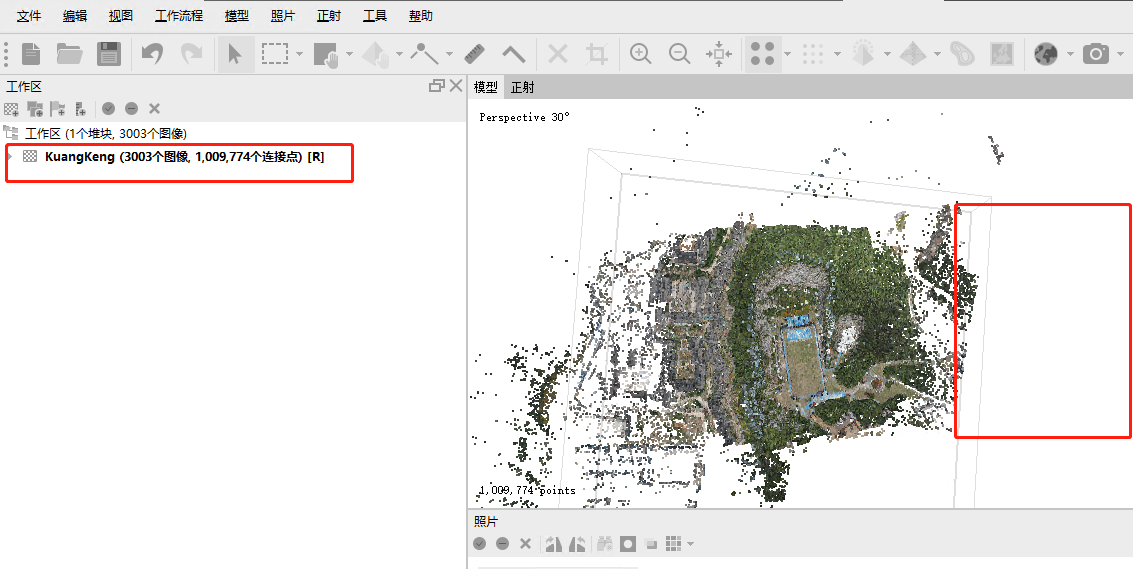 文件 编辑 视图 工作流程 模型 照片 正射 工具 帮助
工作区
模型 正射
Perspective 30°
工作区 (1个堆块, 3003个图像)
KuangKeng (3003个图像, 1,009,774个连接点) [R]
1,009,774 points
照片